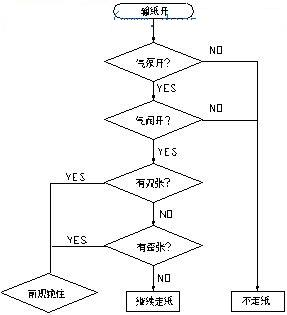 输纸开
气泵开?
NO
YES
气阀开?
NO
YES
有双张?
YES
NO
有歪张?
YES
NO
前规锁住
继续走纸
不走纸